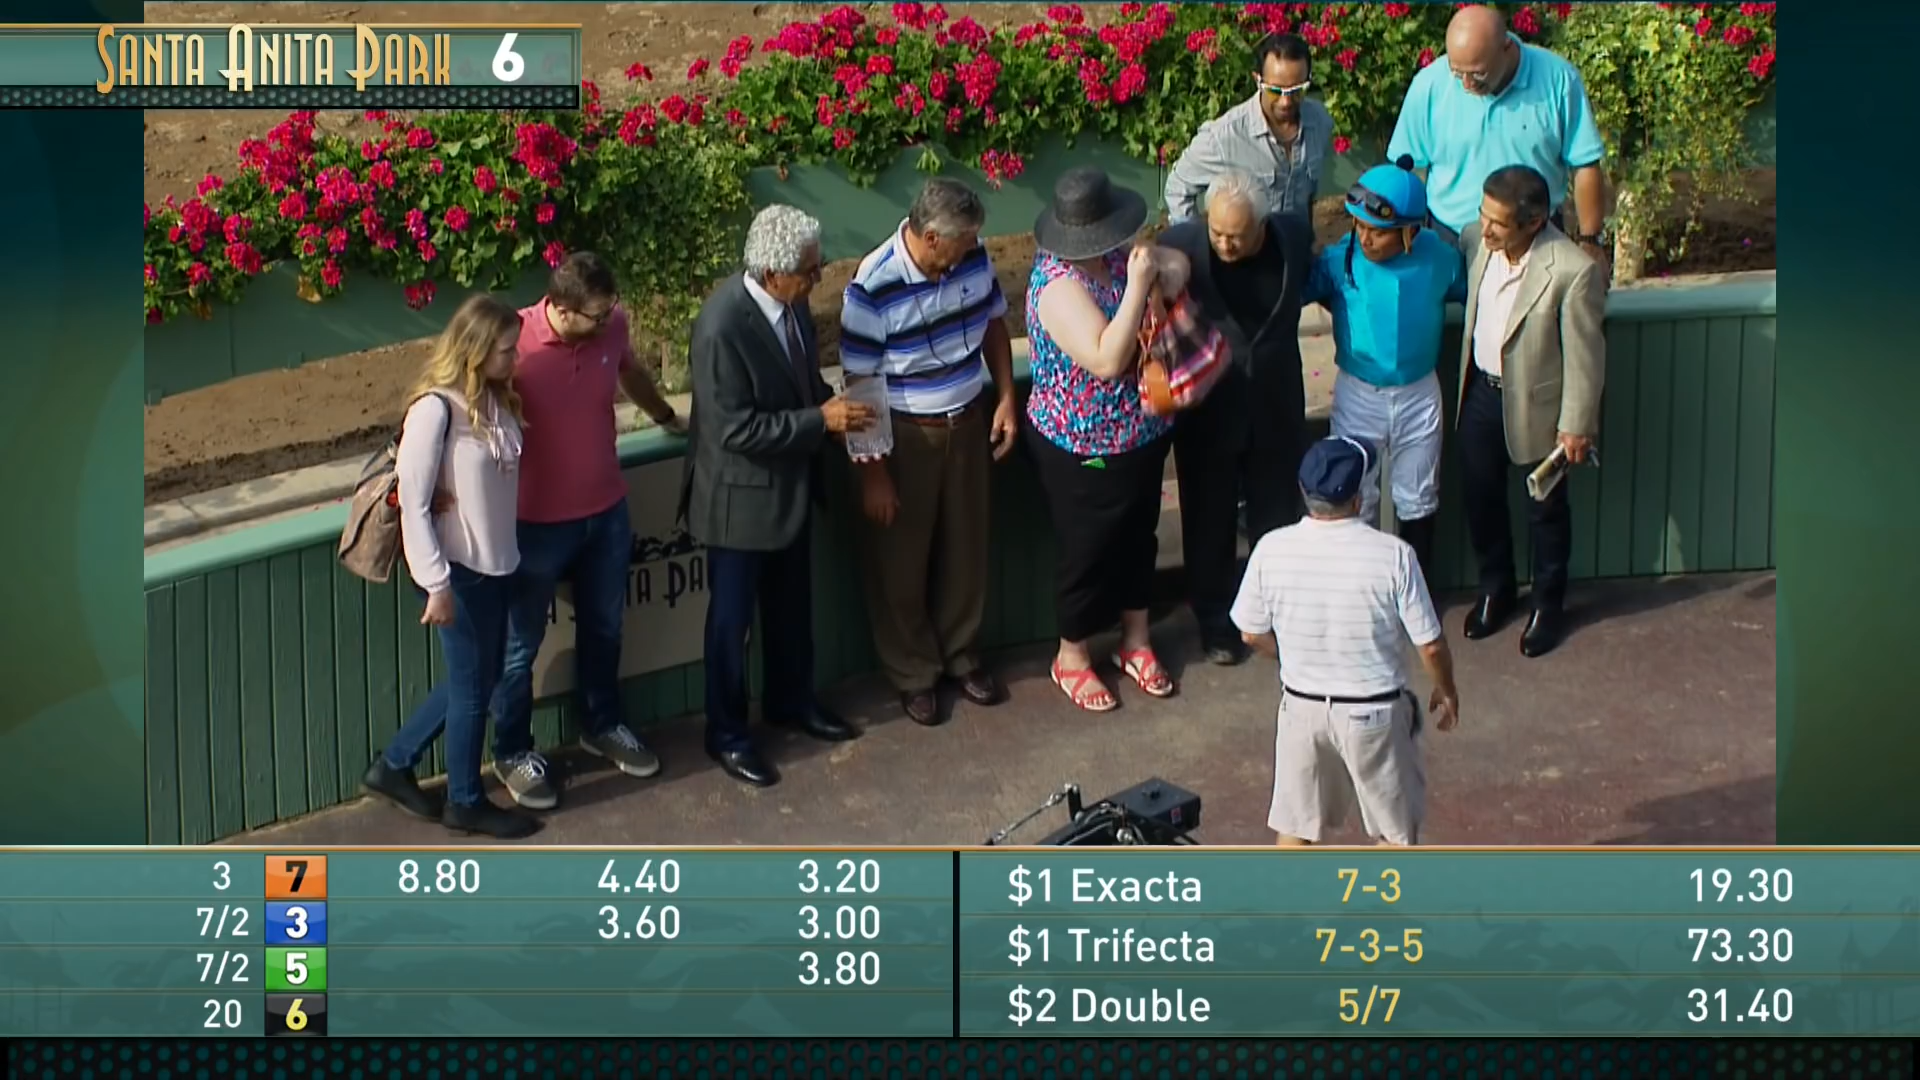 SANTA ANITA PARK 6
TA PA
3 7 8.80 4.40 3.20
7/2 3 3.60 3.00
7/2 5 3.80
20 6
$1 Exacta 7-3 19.30
$1 Trifecta 7-3-5 73.30
$2 Double 5/7 31.40